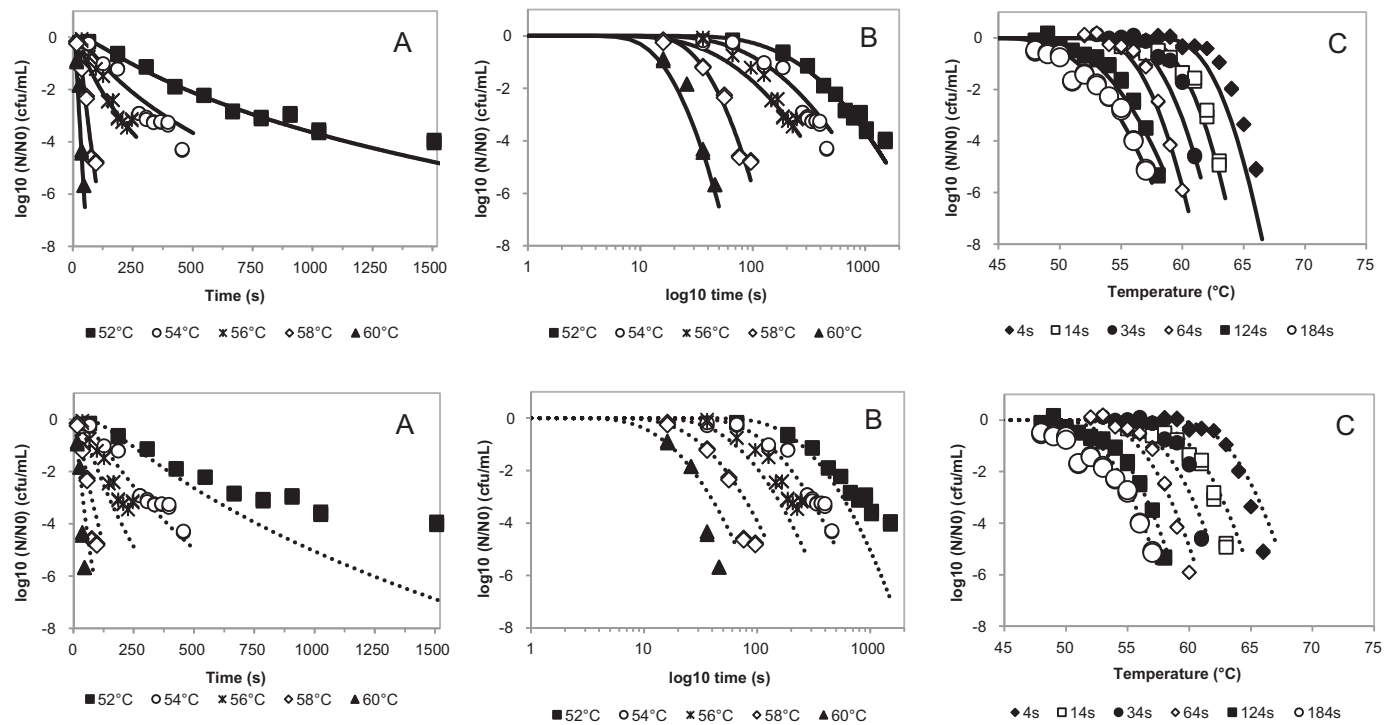 A
log10 (N/N0) (cfu/mL)
0
-2
-4
-6
-8
0 250 500 750 1000 1250 1500
Time (s)
■52°C ○54°C ж56°C ◇58°C ▲60°C
B
log10 (N/N0) (cfu/mL)
0
-2
-4
-6
-8
1 10 100 1000
log10 time (s)
■52°C ○54°C ж56°C ◇58°C ▲60°C
C
log10 (N/N0) (cfu/mL)
0
-2
-4
-6
-8
45 50 55 60 65 70 75
Temperature (°C)
◆4s □14s ●34s ◇64s ■124s ○184s
A
log10 (N/N0) (cfu/mL)
0
-2
-4
-6
-8
0 250 500 750 1000 1250 1500
Time (s)
■52°C ○54°C ж56°C ◇58°C ▲60°C
B
log10 (N/N0) (cfu/mL)
0
-2
-4
-6
-8
1 10 100 1000
log10 time (s)
■52°C ○54°C ж56°C ◇58°C ▲60°C
C
log10 (N/N0) (cfu/mL)
0
-2
-4
-6
-8
45 50 55 60 65 70 75
Temperature (°C)
◆4s □14s ●34s ◇64s ■124s ○184s